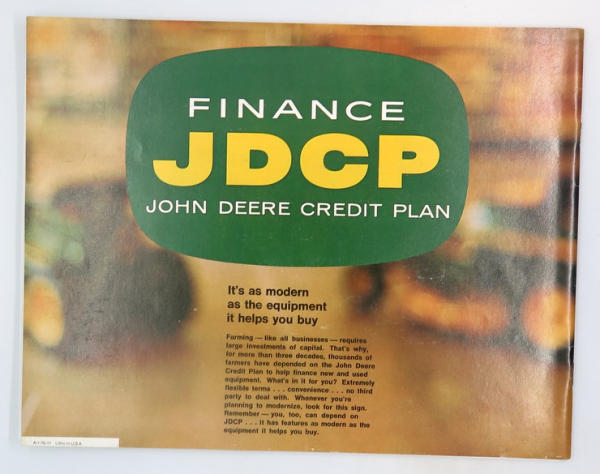 FINANCE
JDCP
JOHN DEERE CREDIT PLAN
It's as modern
as the equipment
it helps you buy
Farming — like all businesses — requires
large investments of capital. That's why,
for more than three decades, thousands of
farmers have depended on the John Deere
Credit Plan to help finance new and used
equipment. What's in it for you? Extremely
flexible terms . . . convenience . . . no third
party to deal with. Whenever you're
planning to modernize, look for this sign.
Remember — you, too, can depend on
JDCP . . . it has features as modern as the
equipment it helps you buy.
Litho in U.S.A.